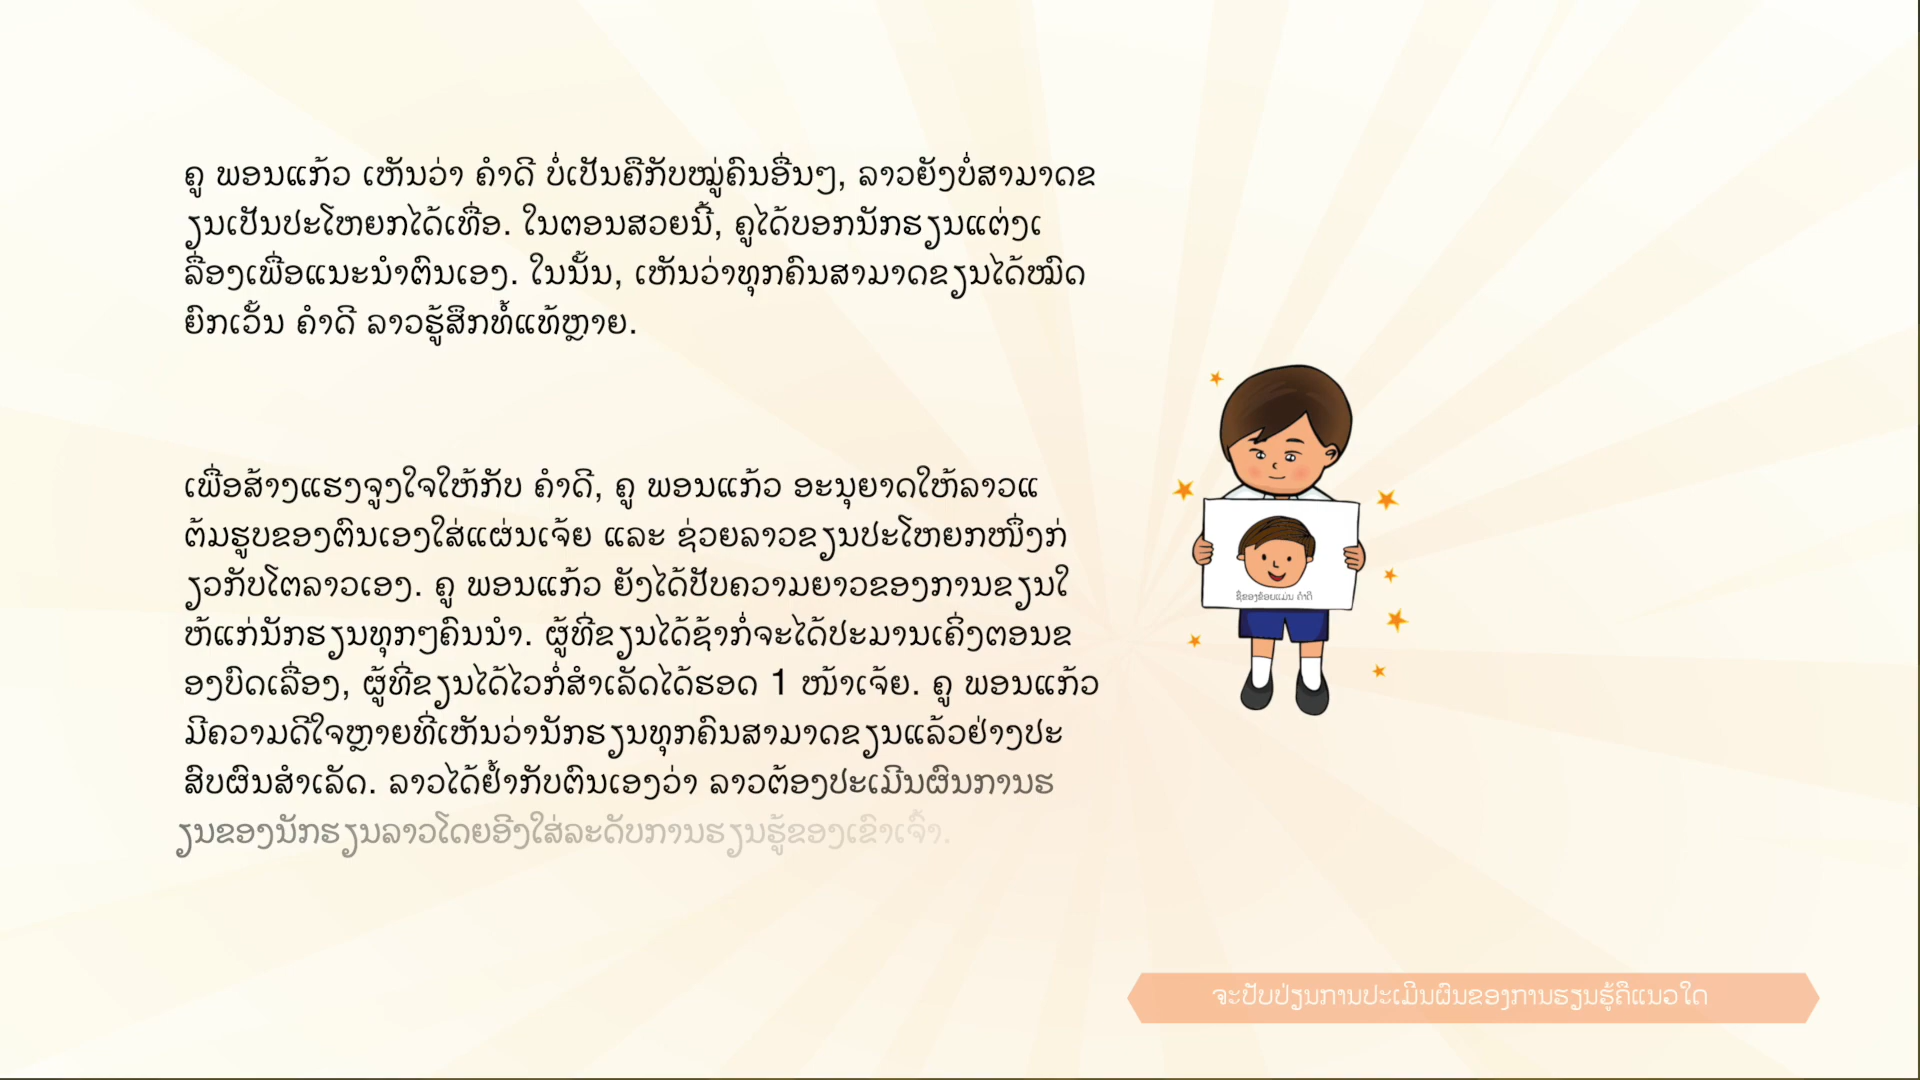 ຄູ ພອນແກ້ວ ເຫັນວ່າ ຄໍາດີ ບໍ່ເປັນຄືກັບໝູ່ຄົນອື່ນໆ, ລາວຍັງບໍ່ສາມາດຂ
ຽນເປັນປະໂຫຍກໄດ້ເທື່ອ. ໃນຕອນສວຍນີ້, ຄູໄດ້ບອກນັກຮຽນແຕ່ງເ
ລື່ອງເພື່ອແນະນໍາຕົນເອງ. ໃນນັ້ນ, ເຫັນວ່າທຸກຄົນສາມາດຂຽນໄດ້ໝົດ
ຍົກເວັ້ນ ຄໍາດີ ລາວຮູ້ສຶກທໍ້ແທ້ຫຼາຍ.
ເພື່ອສ້າງແຮງຈູງໃຈໃຫ້ກັບ ຄໍາດີ, ຄູ ພອນແກ້ວ ອະນຸຍາດໃຫ້ລາວແ
ຕ້ມຮູບຂອງຕົນເອງໃສ່ແຜ່ນເຈ້ຍ ແລະ ຊ່ວຍລາວຂຽນປະໂຫຍກໜຶ່ງກ່
ຽວກັບໂຕລາວເອງ. ຄູ ພອນແກ້ວ ຍັງໄດ້ປັບຄວາມຍາວຂອງການຂຽນໃ
ຫ້ແກ່ນັກຮຽນທຸກໆຄົນນໍາ. ຜູ້ທີ່ຂຽນໄດ້ຊ້າກໍ່ຈະໄດ້ປະມານເຄິ່ງຕອນຂ
ອງບົດເລື່ອງ, ຜູ້ທີ່ຂຽນໄດ້ໄວກໍ່ສໍາເລັດໄດ້ຮອດ 1 ໜ້າເຈ້ຍ. ຄູ ພອນແກ້ວ
ມີຄວາມດີໃຈຫຼາຍທີ່ເຫັນວ່ານັກຮຽນທຸກຄົນສາມາດຂຽນແລ້ວຢ່າງປະ
ສົບຜົນສໍາເລັດ. ລາວໄດ້ຢໍ້າກັບຕົນເອງວ່າ ລາວຕ້ອງປະເມີນຜົນການຮ
ຽນຂອງນັກຮຽນລາວໂດຍອີງໃສ່ລະດັບການຮຽນຮູ້ຂອງເຂົາເຈົ້າ.
ຊື່ຂອງຂ້ອຍແມ່ນ ຄໍາດີ
ຈະປັບປ່ຽນການປະເມີນຜົນຂອງການຮຽນຮູ້ຄືແນວໃດ